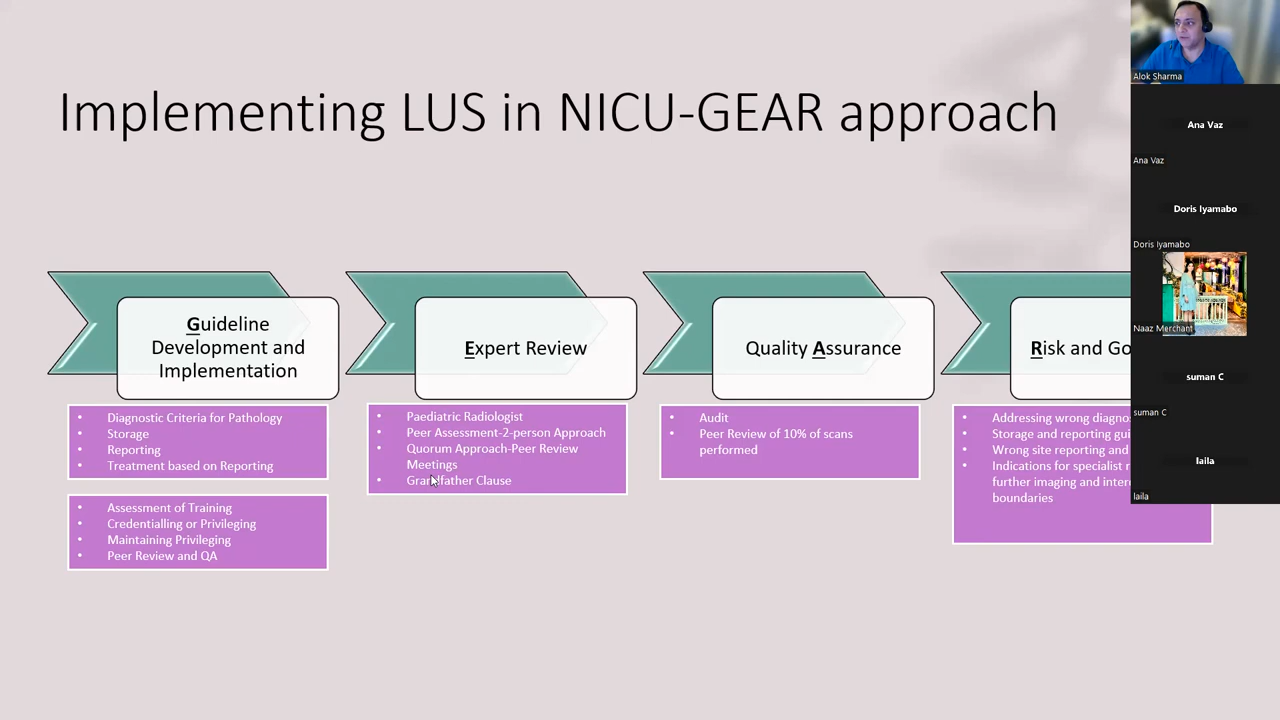 Implementing LUS in NICU-GEAR approach
Guideline
Development and
Implementation
Diagnostic Criteria for Pathology
Storage
Reporting
Treatment based on Reporting
Assessment of Training
Credentialling or Privileging
Maintaining Privileging
Peer Review and QA
Expert Review
Paediatric Radiologist
Peer Assessment-2-person Approach
Quorum Approach-Peer Review
Meetings
Grandfather Clause
Quality Assurance
Audit
Peer Review of 10% of scans
performed
Risk and
Addressing wrong
Storage and reporting
Wrong site reporting and
Indications for specialist
further imaging and
boundaries
Alok Sharma
Ana Vaz
Ana Vaz
Doris Iyamabo
Doris Iyamabo
Naaz Merchant
suman C
suman C
laila
laila